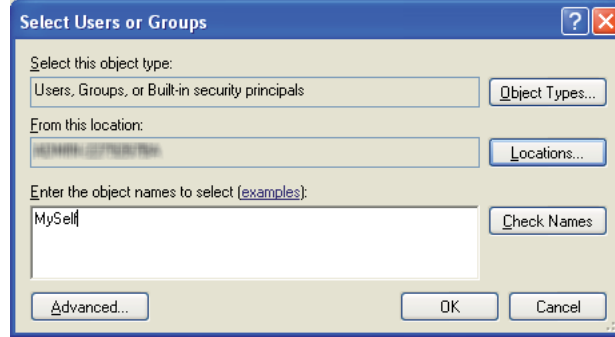 Select Users or Groups
Select this object type:
Users, Groups, or Built-in security principals
Object Types...
From this location:
Locations...
Enter the object names to select (examples):
MySelf
Check Names
Advanced...
OK
Cancel